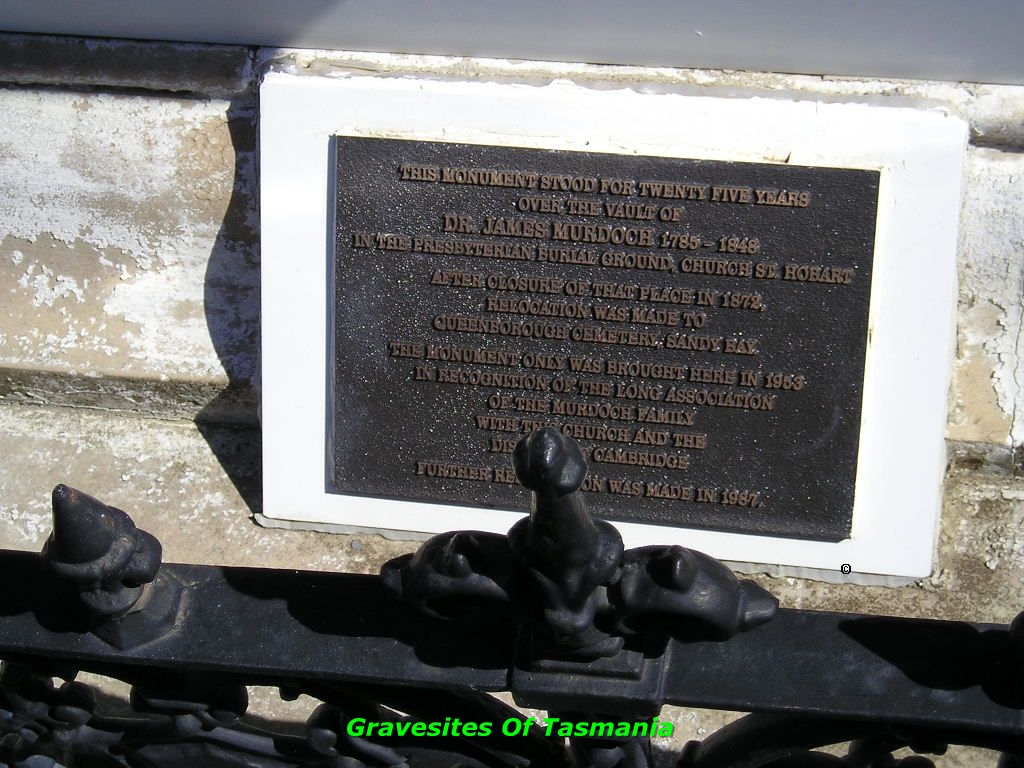 THIS MONUMENT STOOD FOR TWENTY FIVE YEARS
OVER THE VAULT OF
DR. JAMES MURDOCH 1785 - 1848
IN THE PRESBYTERIAN BURIAL GROUND, CHURCH ST. HOBART
AFTER CLOSURE OF THAT PLACE IN 1872,
RELOCATION WAS MADE TO
QUEENBOROUGH CEMETERY, SANDY BAY.
THE MONUMENT ONLY WAS BROUGHT HERE IN 1953
IN RECOGNITION OF THE LONG ASSOCIATION
OF THE MURDOCH FAMILY
WITH THIS CHURCH AND THE
CAMBRIDGE
FURTHER WAS MADE IN 1987.
©
Gravesites Of Tasmania